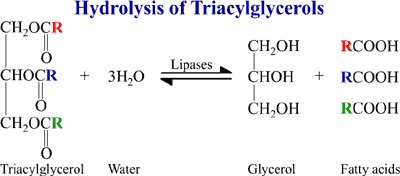 Hydrolysis of Triacylglycerols
CH₂OCR
O
CHOCR
O
CH₂OCR
O
+
3H₂O
Lipases
CH₂OH
CHOH
CH₂OH
+
RCOOH
RCOOH
RCOOH
Triacylglycerol Water Glycerol Fatty acids